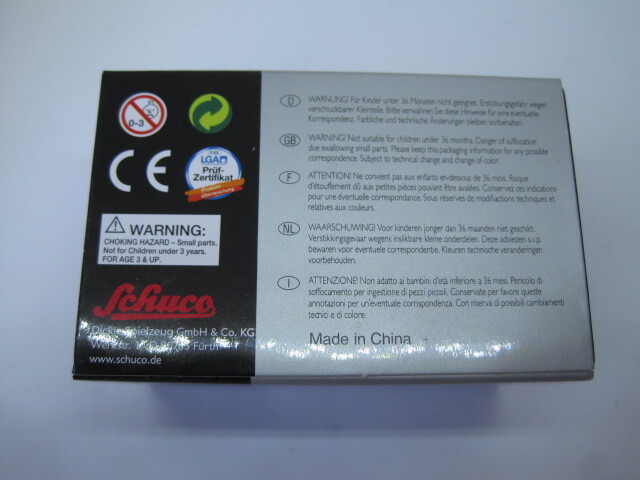 0-3
CE
LGA
Prüf-
Zertifikat
WARNING:
CHOKING HAZARD – Small parts.
Not for Children under 3 years.
FOR AGE 3 & UP.
Schuco
GmbH & Co. KG
Fürth
www.schuco.de
D
WARNUNG! Für Kinder unter 36 Monaten nicht geeignet. Erstickungsgefahr wegen
verschluckbarer Kleinteile. Bitte verwahren Sie diese Hinweise für eine eventuelle
Korrespondenz. Farbliche und technische Änderungen bleiben vorbehalten.
GB
WARNING! Not suitable for children under 36 months. Danger of suffocation
due swallowing small parts. Please keep this packaging information for any possible
correspondence. Subject to technical change and change of color.
F
ATTENTION! Ne convient pas aux enfants en-dessous de 36 mois. Risque
d'étouffement dû aux petites pièces pouvant être avalées. Conservez ces indications
pour une éventuelle correspondance. Sous réserves de modifiactions techniques et
relatives aux couleurs.
NL
WAARSCHUWING! Voor kinderen jonger dan 36 maanden niet geschikt.
Verstikkingsgevaar wegens inslikbare kleine onderdelen. Deze adviezen s.v.p.
bewaren voor eventuele correspondentie. Kleuren technische veranderingen
voorbehouden.
I
ATTENZIONE! Non adatto ai bambini d'età inferiore a 36 mesi. Pericolo di
soffocamento per ingestione di pezzi piccoli. Conservate per favore queste
annotazioni per un'eventuale corrispondenza. Con riserva di possibili cambiamenti
tecnici e di colore.
Made in China